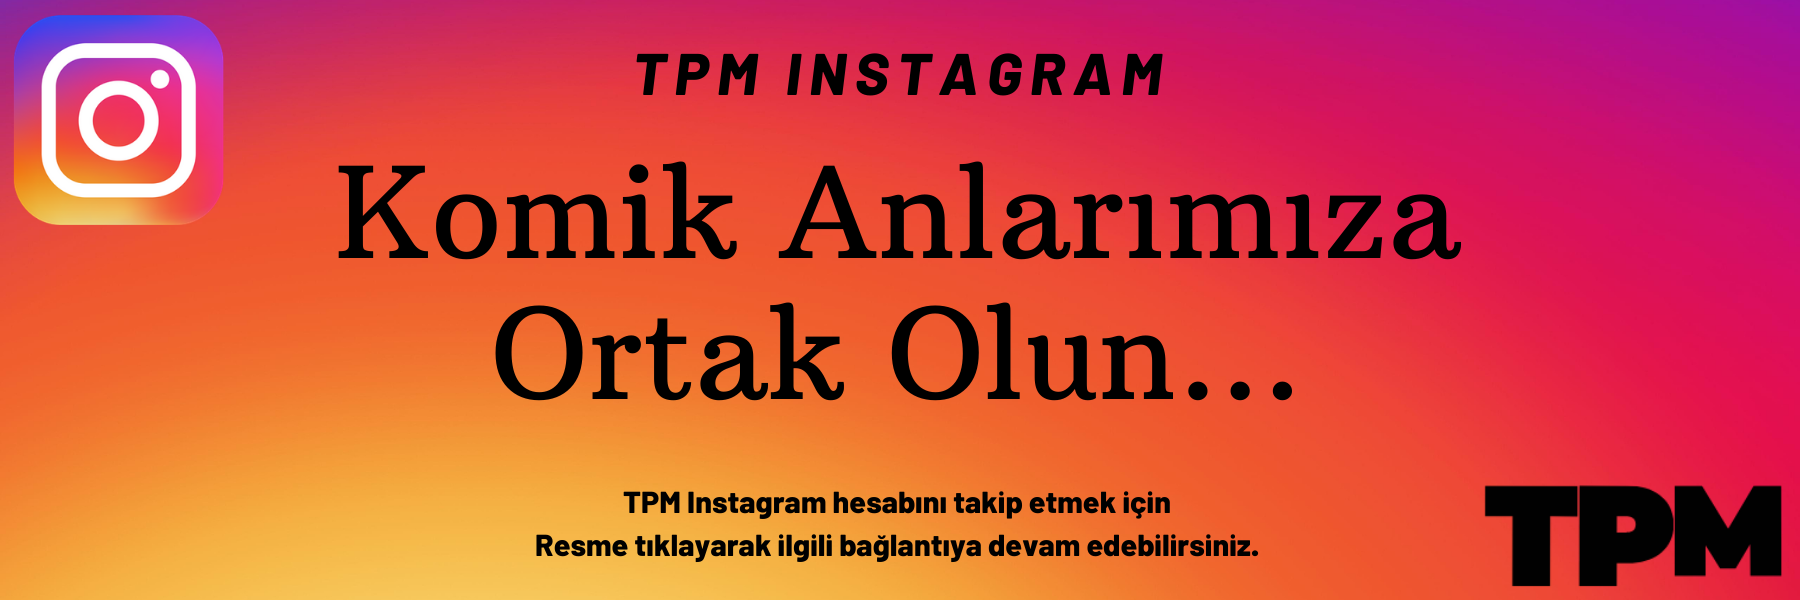 TPM INSTAGRAM
Komik Anlarımıza
Ortak Olun...
TPM Instagram hesabını takip etmek için
Resme tıklayarak ilgili bağlantıya devam edebilirsiniz.
TPM